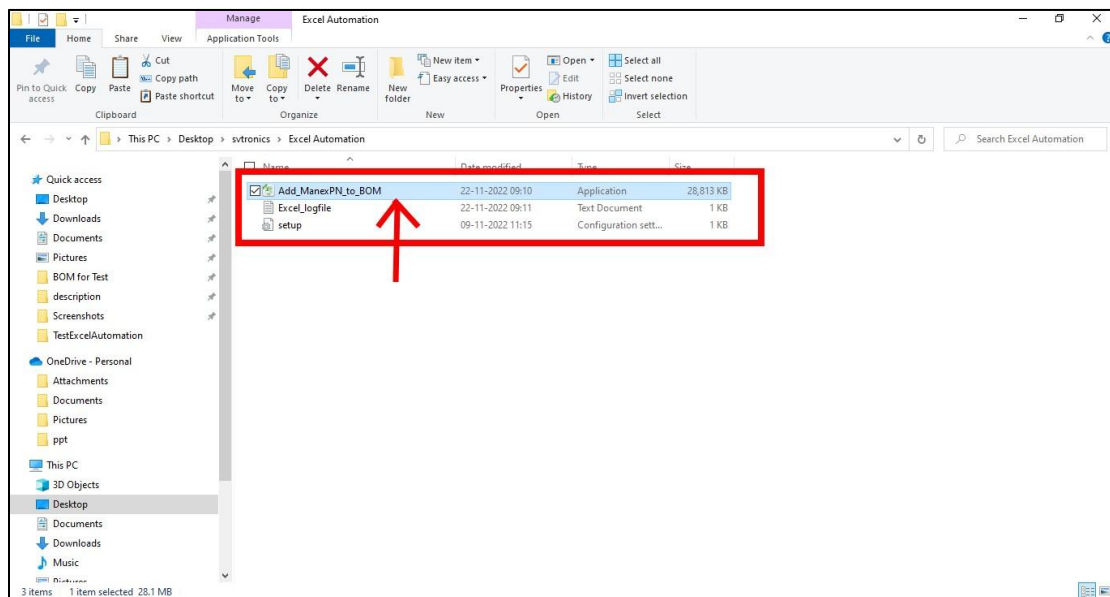 Manage
Excel Automation
File
Home
Share
View
Application Tools
Pin to Quick access
Copy
Paste
Cut
Copy path
Paste shortcut
Clipboard
Move to
Copy to
Delete
Rename
Organize
New folder
New item
Easy access
New
Properties
Open
Edit
History
Open
Select all
Select none
Invert selection
Select
This PC > Desktop > svtronics > Excel Automation
Search Excel Automation
Name
Date modified
Type
Size
Add_ManexPN_to_BOM 22-11-2022 09:10 Application 28,813 KB
Excel_logfile 22-11-2022 09:11 Text Document 1 KB
setup 09-11-2022 11:15 Configuration sett... 1 KB
Quick access
Desktop
Downloads
Documents
Pictures
BOM for Test
description
Screenshots
TestExcelAutomation
OneDrive - Personal
Attachments
Documents
Pictures
ppt
This PC
3D Objects
Desktop
Documents
Downloads
Music
Pictures
3 items 1 item selected 28.1 MB